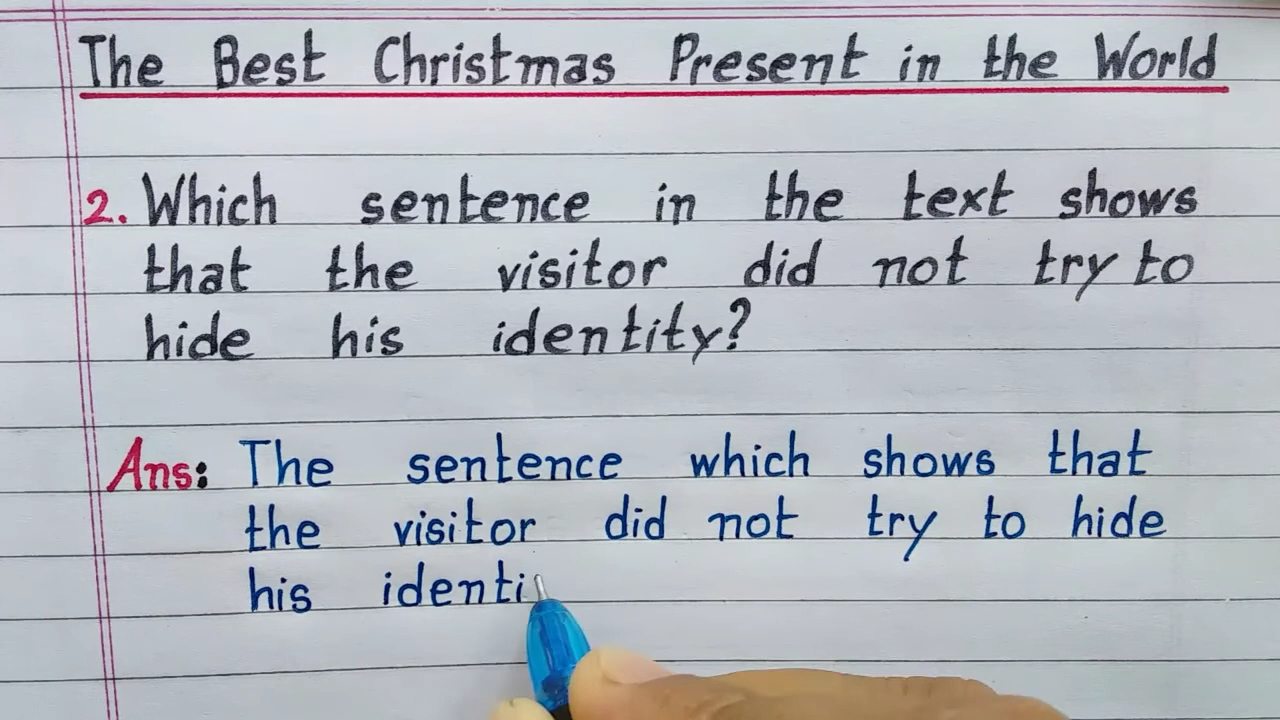 The Best Christmas Present in the World
2. Which sentence in the text shows
that the visitor did not try to
hide his identity?
Ans: The sentence which shows that
the visitor did not try to hide
his identi